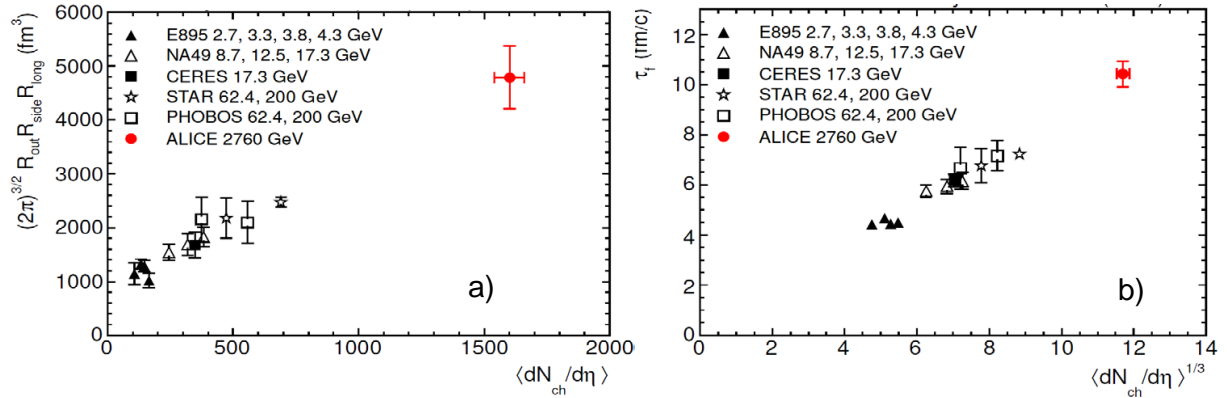 (2π)^3/2 R_out R_side R_long (fm^3)
6000
5000
4000
3000
2000
1000
0
E895 2.7, 3.3, 3.8, 4.3 GeV
NA49 8.7, 12.5, 17.3 GeV
CERES 17.3 GeV
STAR 62.4, 200 GeV
PHOBOS 62.4, 200 GeV
ALICE 2760 GeV
a)
0 500 1000 1500 2000
⟨dN_ch/dη⟩
τ_f (fm/c)
12
10
8
6
4
2
0
E895 2.7, 3.3, 3.8, 4.3 GeV
NA49 8.7, 12.5, 17.3 GeV
CERES 17.3 GeV
STAR 62.4, 200 GeV
PHOBOS 62.4, 200 GeV
ALICE 2760 GeV
b)
0 2 4 6 8 10 12 14
⟨dN_ch/dη⟩^1/3